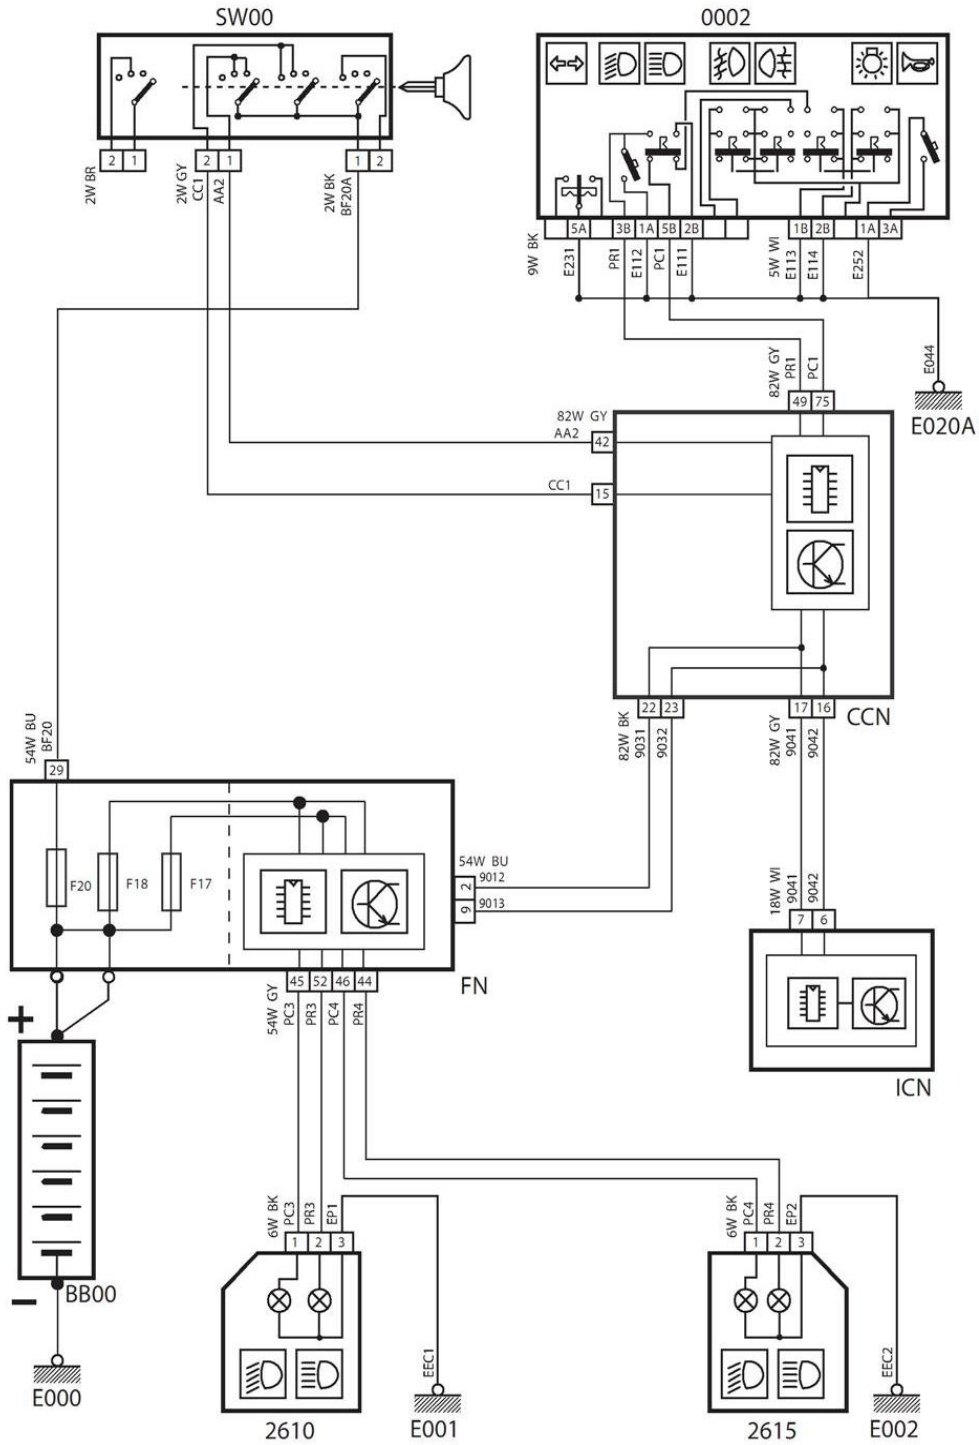 SW00
0002
2 1
2 1
1 2
2W BR
2W GY
CC1
AA2
2W BK
BF20A
5A
3B 1A 5B 2B
1B 2B
1A 3A
9W BK
E231
PR1
E112
PC1
E111
5W WI
E113
E114
E252
E044
E020A
82W GY
PR1
PC1
49 75
82W GY
AA2
42
CC1
15
22 23
17 16
CCN
82W BK
9031
9032
82W GY
9041
9042
54W BU
BF20
29
F20
F18
F17
54W BU
2
9012
9
9013
FN
45 52 46 44
54W GY
PC3
PR3
PC4
PR4
18W WI
9041
9042
7 6
ICN
+
BB00
–
E000
6W BK
PC3
PR3
EP1
1 2 3
EEC1
2610
E001
6W BK
PC4
PR4
EP2
1 2 3
EEC2
2615
E002